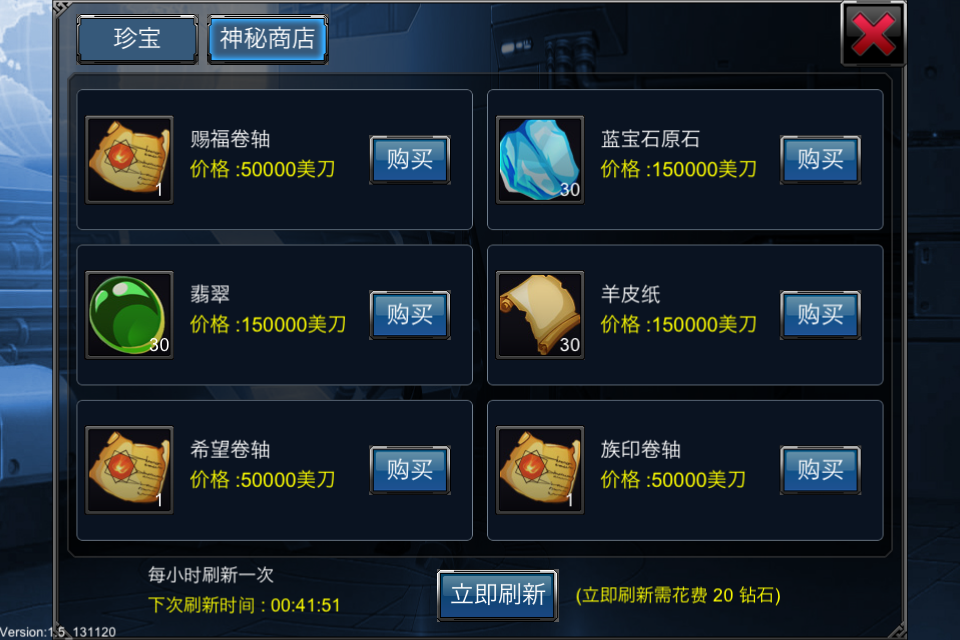 珍宝
神秘商店
赐福卷轴
价格 :50000美刀
1
购买
蓝宝石原石
价格 :150000美刀
30
购买
翡翠
价格 :150000美刀
30
购买
羊皮纸
价格 :150000美刀
30
购买
希望卷轴
价格 :50000美刀
1
购买
族印卷轴
价格 :50000美刀
1
购买
每小时刷新一次
下次刷新时间 : 00:41:51
立即刷新
(立即刷新需花费 20 钻石)
Version:1.5_131120